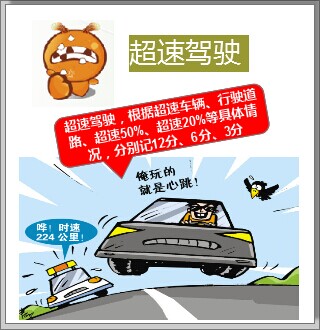 超速驾驶
超速驾驶，根据超速车辆、行驶道
路、超速50%、超速20%等具体情
况，分别记12分、6分、3分
俺玩的
就是心跳！
哗！时速
224 公里！